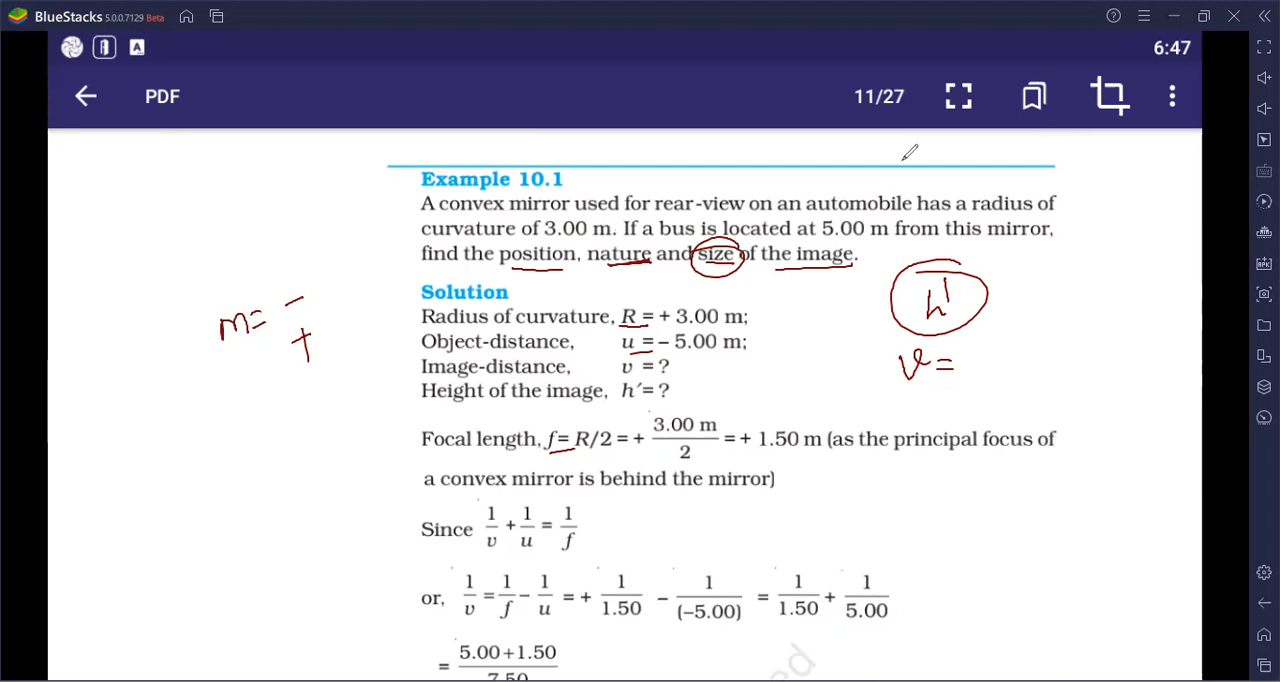 BlueStacks 5.0.0.7129 Beta
6:47
PDF
11/27
Example 10.1
A convex mirror used for rear-view on an automobile has a radius of
curvature of 3.00 m. If a bus is located at 5.00 m from this mirror,
find the position, nature and size of the image.
Solution
Radius of curvature, R = + 3.00 m;
Object-distance, u = – 5.00 m;
Image-distance, v = ?
Height of the image, h′= ?
m= – +
h'
v=
Focal length, f= R/2 = + 3.00 m/2 = + 1.50 m (as the principal focus of
a convex mirror is behind the mirror)
Since 1/v + 1/u = 1/f
or, 1/v = 1/f – 1/u = + 1/1.50 – 1/(–5.00) = 1/1.50 + 1/5.00
= 5.00 +1.50/7.50